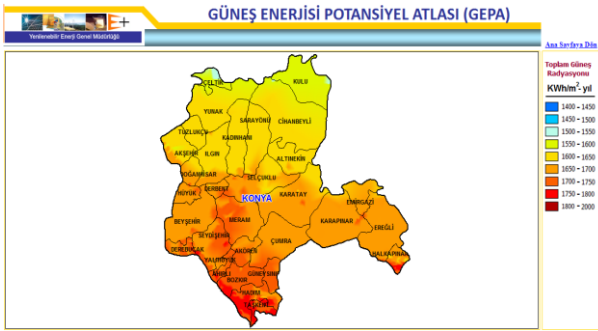 GÜNEŞ ENERJİSİ POTANSİYEL ATLASI (GEPA)
Yenilenebilir Enerji Genel Müdürlüğü
Ana Sayfaya Dön
Toplam Güneş
Radyasyonu
KWh/m²- yıl
1400 - 1450
1450 - 1500
1500 - 1550
1550 - 1600
1600 - 1650
1650 - 1700
1700 - 1750
1750 - 1800
1800 - 2000
ÇELTİK
KULU
YUNAK
SARAYÖNÜ
CİHANBEYLİ
TUZLUKÇU
KADINHANI
AKŞEHİR
ILGIN
ALTINEKİN
DOĞANHİSAR
SELÇUKLU
HÜYÜK
DERBENT
KARATAY
EMİRGAZİ
KONYA
BEYŞEHİR
MERAM
KARAPINAR
EREĞLİ
SEYDİŞEHİR
ÇUMRA
DEREBUCAK
AKÖREN
HALKAPINAR
YALIHÜYÜK
AHIRLI
GÜNEYSINIR
BOZKIR
HADİM
TAŞKENT